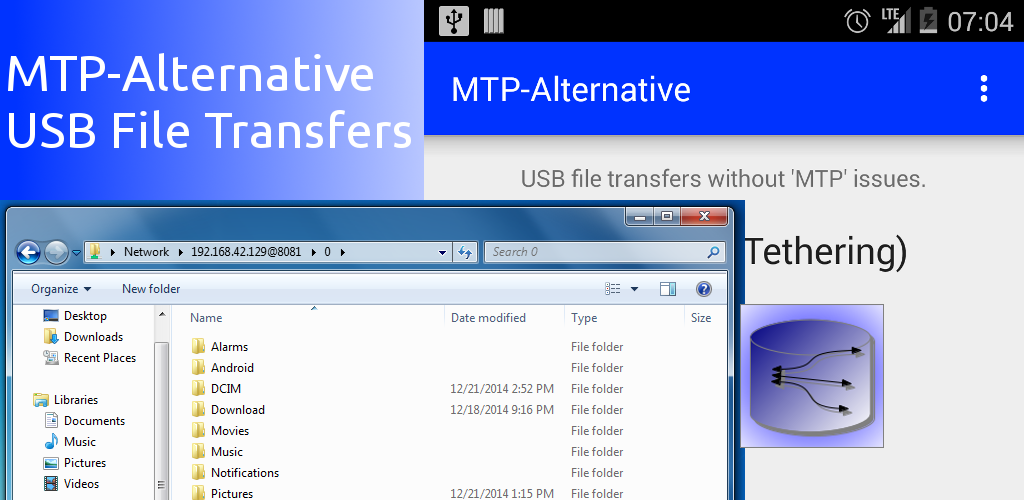 MTP-Alternative
USB File Transfers
LTE
07:04
MTP-Alternative
USB file transfers without 'MTP' issues.
Tethering)
Network 192.168.42.129@8081 0
Search 0
Organize New folder
Desktop
Downloads
Recent Places
Libraries
Documents
Music
Pictures
Videos
Name Date modified Type Size
Alarms File folder
Android File folder
DCIM 12/21/2014 2:52 PM File folder
Download 12/18/2014 9:16 PM File folder
Movies File folder
Music File folder
Notifications File folder
Pictures 12/21/2014 1:15 PM File folder